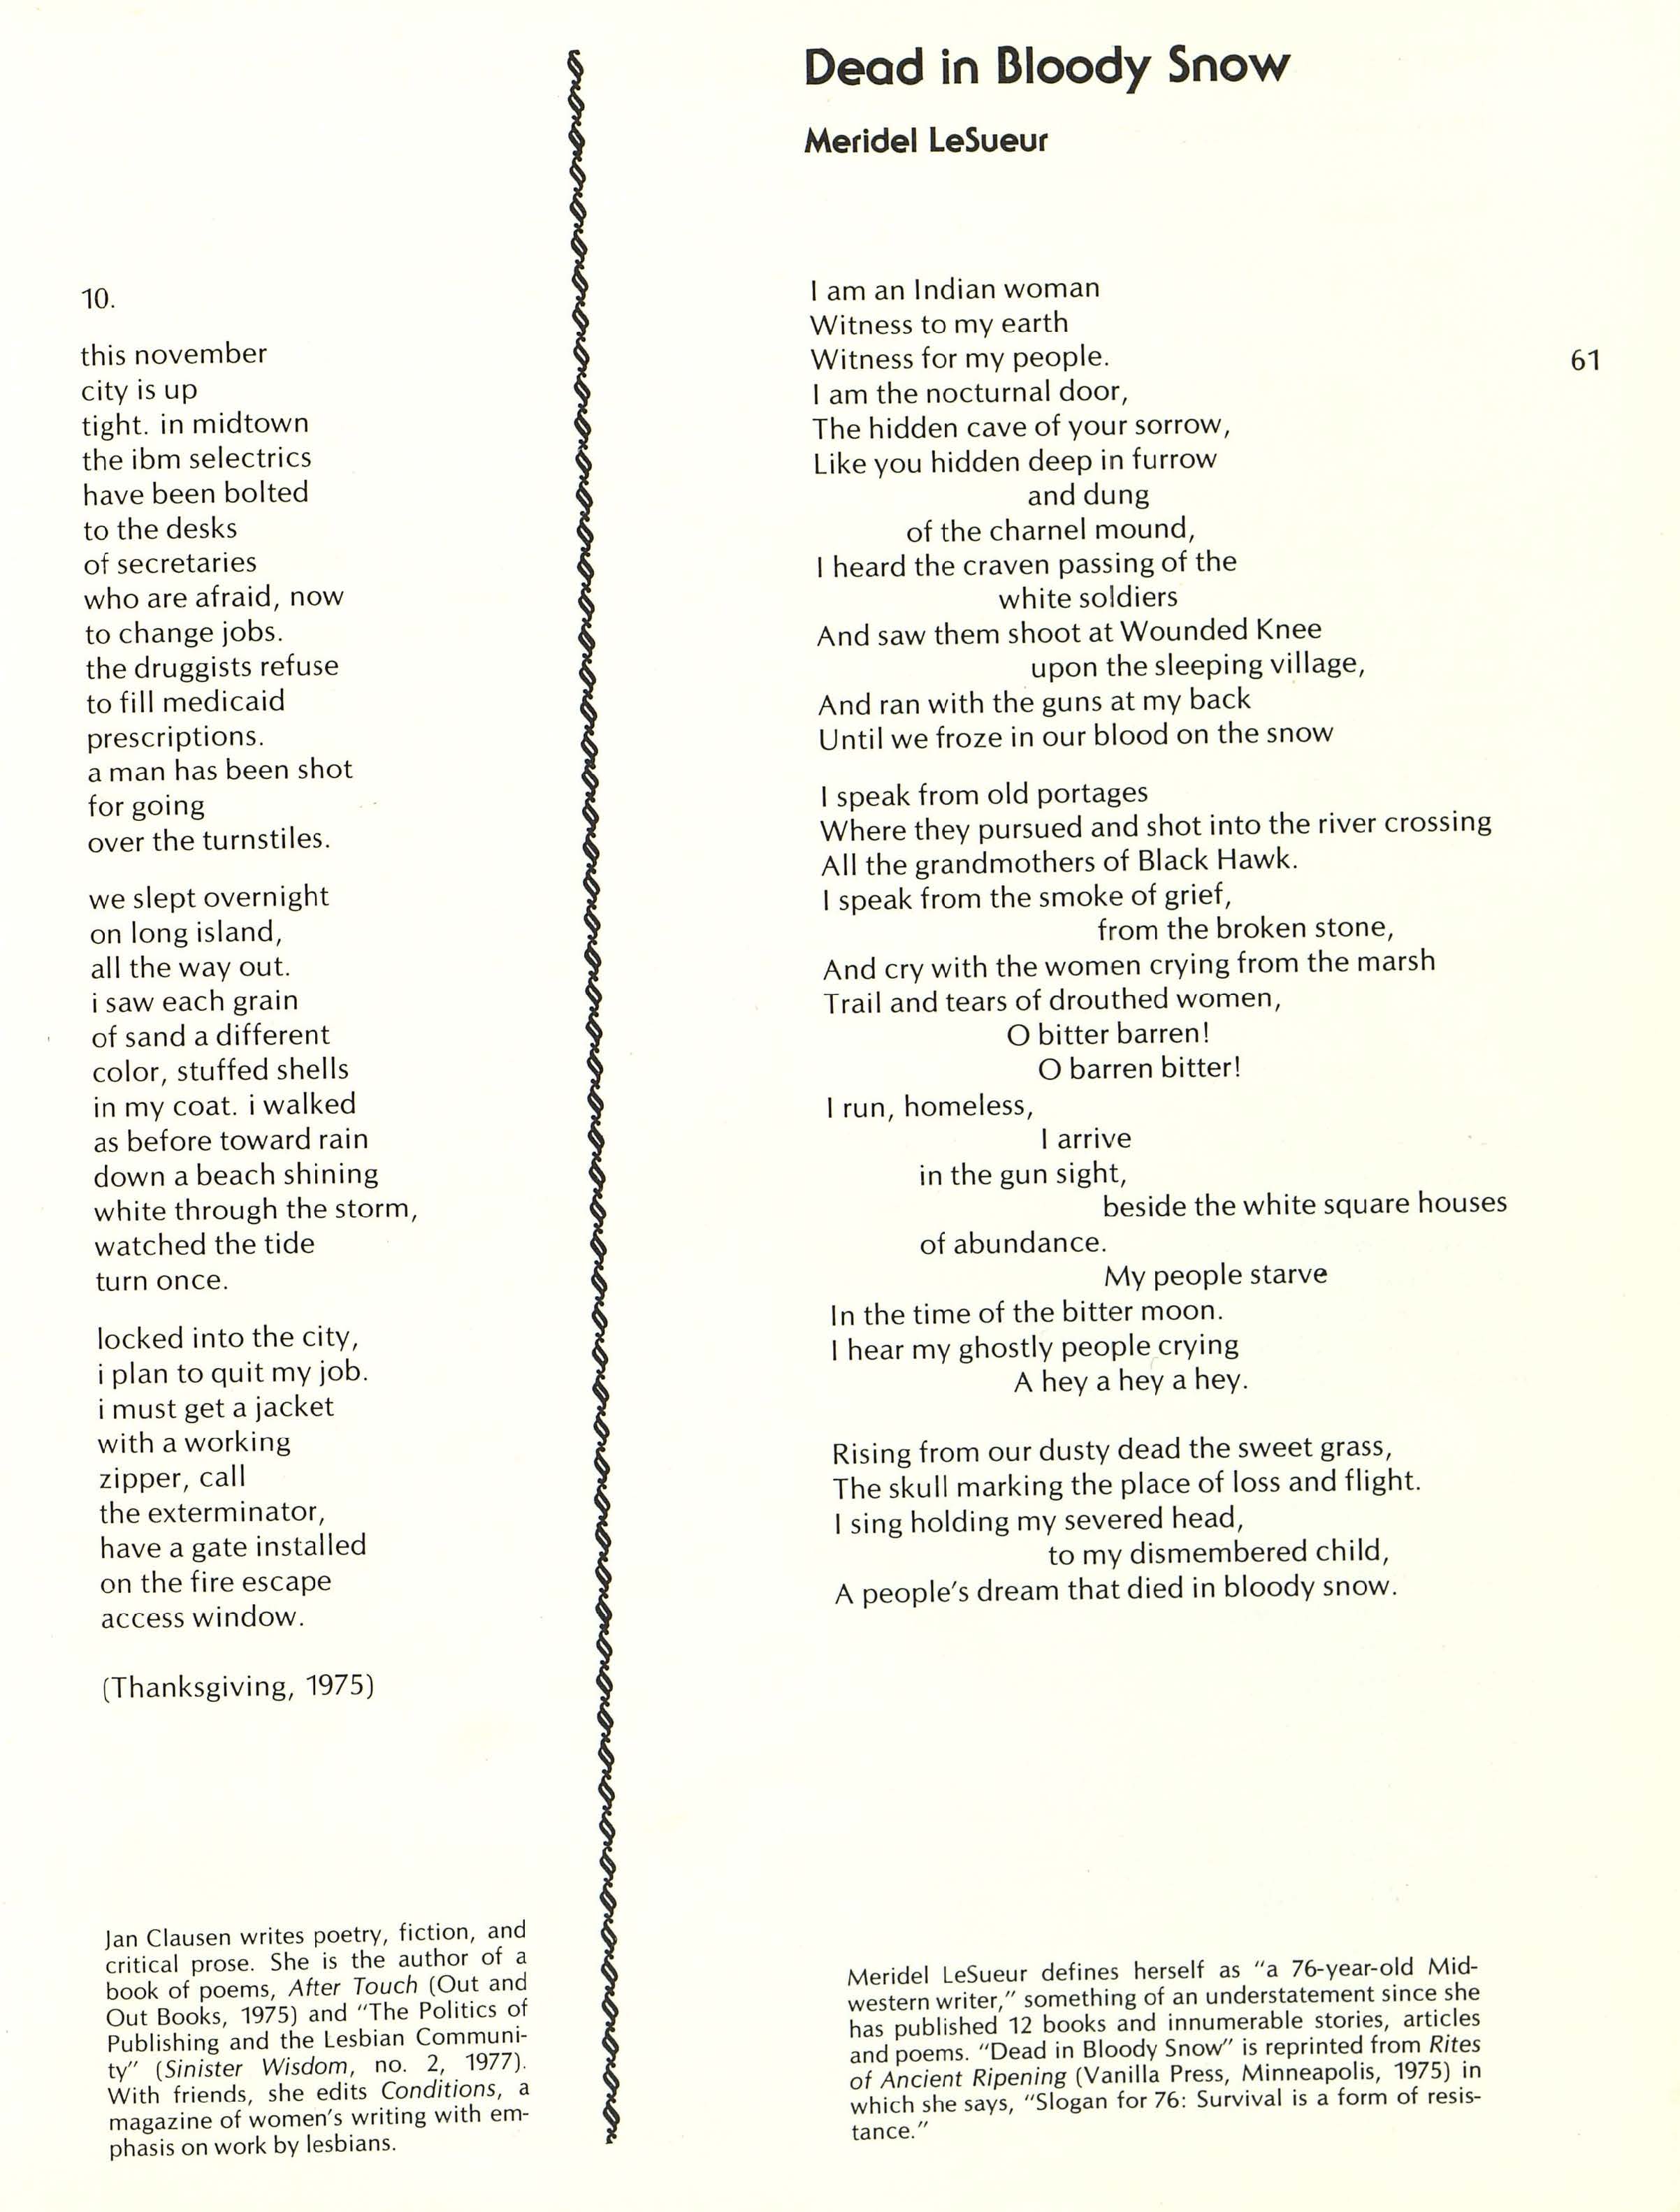 10.
this november
city is up
tight. in midtown
the ibm selectrics
have been bolted
to the desks
of secretaries
who are afraid, now
to change jobs.
the druggists refuse
to fill medicaid
prescriptions.
a man has been shot
for going
over the turnstiles.
we slept overnight
on long island,
all the way out.
i saw each grain
of sand a different
color, stuffed shells
in my coat. i walked
as before toward rain
down a beach shining
white through the storm,
watched the tide
turn once.
locked into the city,
i plan to quit my job.
i must get a jacket
with a working
zipper, call
the exterminator,
have a gate installed
on the fire escape
access window.
(Thanksgiving, 1975)
Jan Clausen writes poetry, fiction, and
critical prose. She is the author of a
book of poems, After Touch (Out and
Out Books, 1975) and "The Politics of
Publishing and the Lesbian Communi-
ty" (Sinister Wisdom, no. 2, 1977).
With friends, she edits Conditions, a
magazine of women's writing with em-
phasis on work by lesbians.
Dead in Bloody Snow
Meridel LeSueur
I am an Indian woman
Witness to my earth
Witness for my people.
I am the nocturnal door,
The hidden cave of your sorrow,
Like you hidden deep in furrow
and dung
of the charnel mound,
I heard the craven passing of the
white soldiers
And saw them shoot at Wounded Knee
upon the sleeping village,
And ran with the guns at my back
Until we froze in our blood on the snow
I speak from old portages
Where they pursued and shot into the river crossing
All the grandmothers of Black Hawk.
I speak from the smoke of grief,
from the broken stone,
And cry with the women crying from the marsh
Trail and tears of drouthed women,
O bitter barren!
O barren bitter!
I run, homeless,
I arrive
in the gun sight,
beside the white square houses
of abundance.
My people starve
In the time of the bitter moon.
I hear my ghostly people crying
A hey a hey a hey.
Rising from our dusty dead the sweet grass,
The skull marking the place of loss and flight.
I sing holding my severed head,
to my dismembered child,
A people's dream that died in bloody snow.
Meridel LeSueur defines herself as "a 76-year-old Mid-
western writer," something of an understatement since she
has published 12 books and innumerable stories, articles
and poems. "Dead in Bloody Snow" is reprinted from Rites
of Ancient Ripening (Vanilla Press, Minneapolis, 1975) in
which she says, "Slogan for 76: Survival is a form of resis-
tance."
61